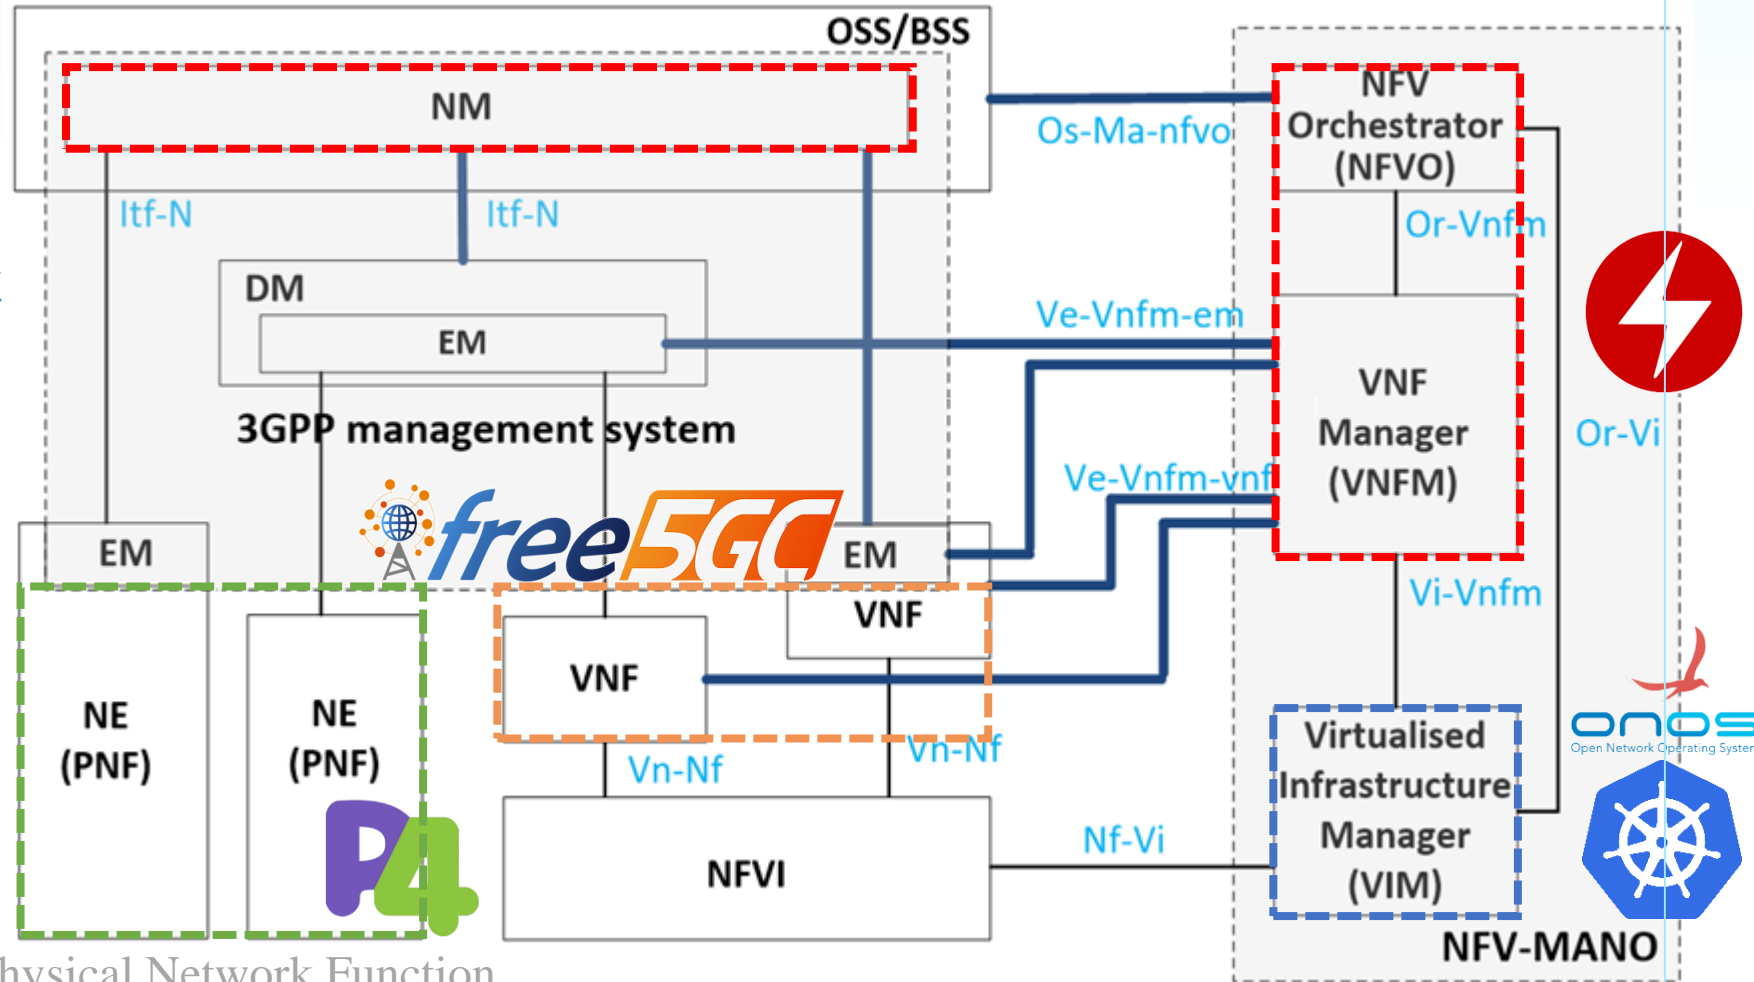 OSS/BSS
NM
Itf-N
Itf-N
DM
EM
3GPP management system
free5GC
EM
EM
NE
(PNF)
NE
(PNF)
P4
VNF
VNF
Vn-Nf
Vn-Nf
NFVI
Os-Ma-nfvo
Ve-Vnfm-em
Ve-Vnfm-vnf
Nf-Vi
NFV
Orchestrator
(NFVO)
Or-Vnfm
VNF
Manager
(VNFM)
Or-Vi
Vi-Vnfm
Virtualised
Infrastructure
Manager
(VIM)
onos
Open Network Operating System
NFV-MANO
hysical Network Function